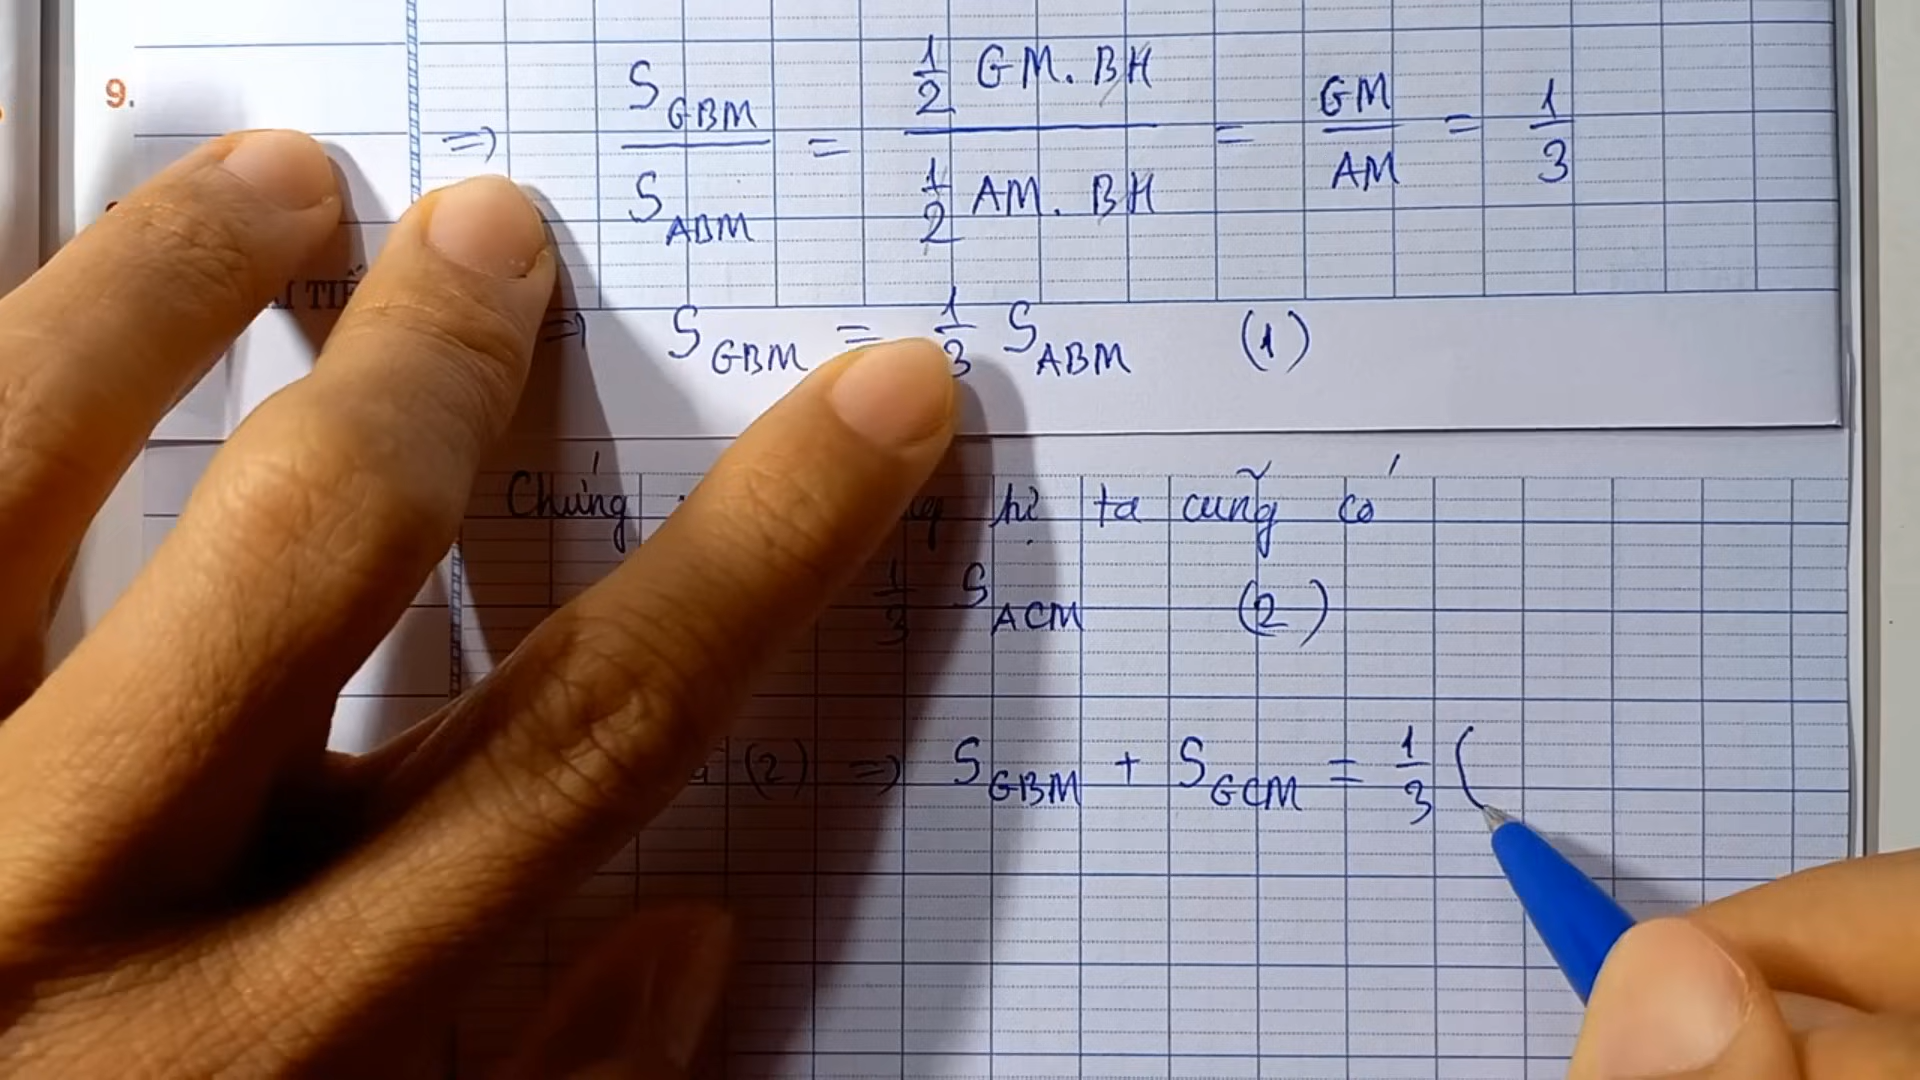 9.
=> S_GBM / S_ABM = 1/2 GM. BH / 1/2 AM. BH = GM / AM = 1/3
=> S_GBM = 1/3 S_ABM (1)
Chứng ta cũng có
1/3 S_ACM (2)
(2) => S_GBM + S_GCM = 1/3 (